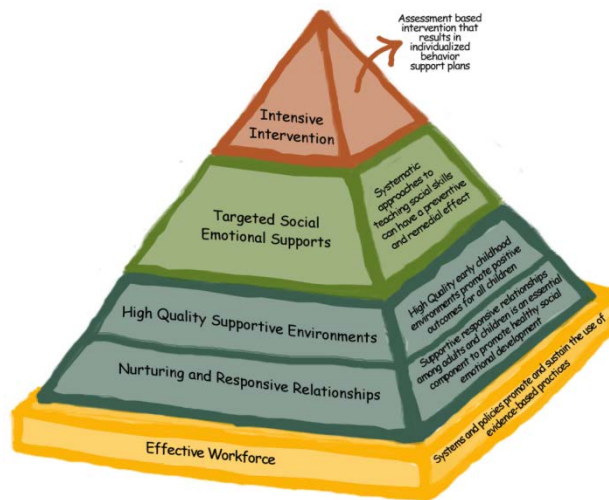 Assessment based
intervention that
results in
individualized
behavior
support plans
Intensive
Intervention
Targeted Social
Emotional Supports
Systematic
approaches to
teaching social skills
can have a preventive
and remedial effect
High Quality Supportive Environments
High Quality early childhood
environments promote positive
outcomes for all children
Nurturing and Responsive Relationships
Supportive responsive relationships
among adults and children is an essential
component to promote healthy social
emotional development
Effective Workforce
Systems and policies promote and sustain the use of
evidence-based practices